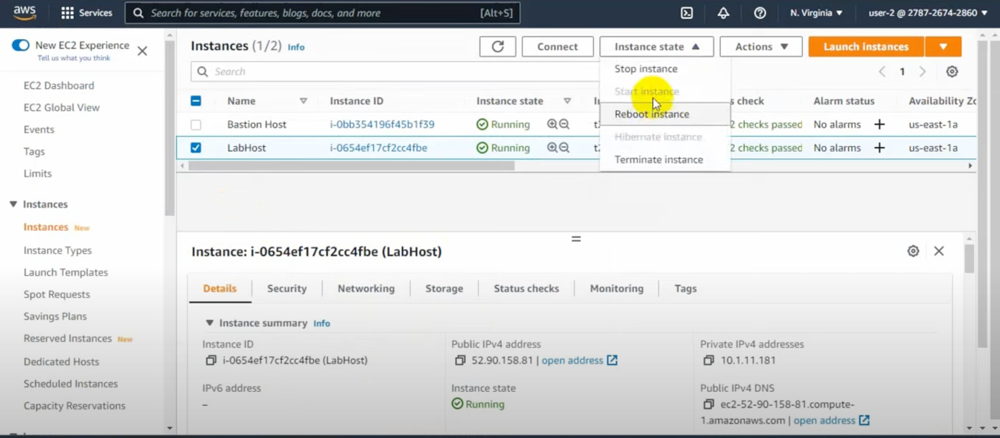 aws Services Search for services, features, blogs, docs, and more [Alt+S] N. Virginia ▼ user-2 @ 2787-2674-2860 ▼
New EC2 Experience
Tell us what you think
EC2 Dashboard
EC2 Global View
Events
Tags
Limits
Instances
Instances New
Instance Types
Launch Templates
Spot Requests
Savings Plans
Reserved Instances New
Dedicated Hosts
Scheduled Instances
Capacity Reservations
Instances (1/2) Info Connect Instance state Actions Launch instances
Search 1
Stop instance
Start instance
Reboot instance
Hibernate instance
Terminate instance
Name Instance ID Instance state s check Alarm status Availability Zo
Bastion Host i-0bb354196f45b1f39 Running 2 checks passed No alarms + us-east-1a
LabHost i-0654ef17cf2cc4fbe Running 2 checks passed No alarms + us-east-1a
Instance: i-0654ef17cf2cc4fbe (LabHost)
Details Security Networking Storage Status checks Monitoring Tags
Instance summary Info
Instance ID Public IPv4 address Private IPv4 addresses
i-0654ef17cf2cc4fbe (LabHost) 52.90.158.81 | open address 10.1.11.181
IPv6 address Instance state Public IPv4 DNS
– Running ec2-52-90-158-81.compute-
1.amazonaws.com | open address